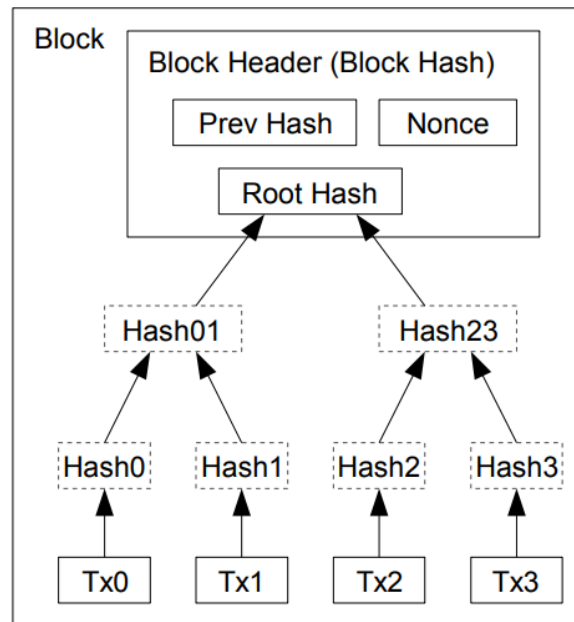 Block
Block Header (Block Hash)
Prev Hash
Nonce
Root Hash
Hash01
Hash23
Hash0
Hash1
Hash2
Hash3
Tx0
Tx1
Tx2
Tx3